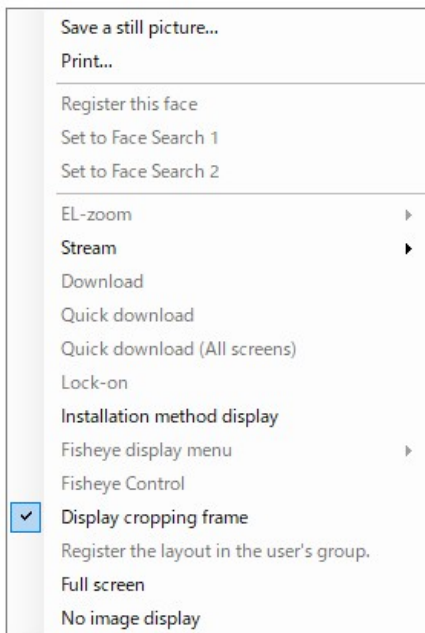 Save a still picture...
Print...
Register this face
Set to Face Search 1
Set to Face Search 2
EL-zoom
Stream
Download
Quick download
Quick download (All screens)
Lock-on
Installation method display
Fisheye display menu
Fisheye Control
Display cropping frame
Register the layout in the user's group.
Full screen
No image display